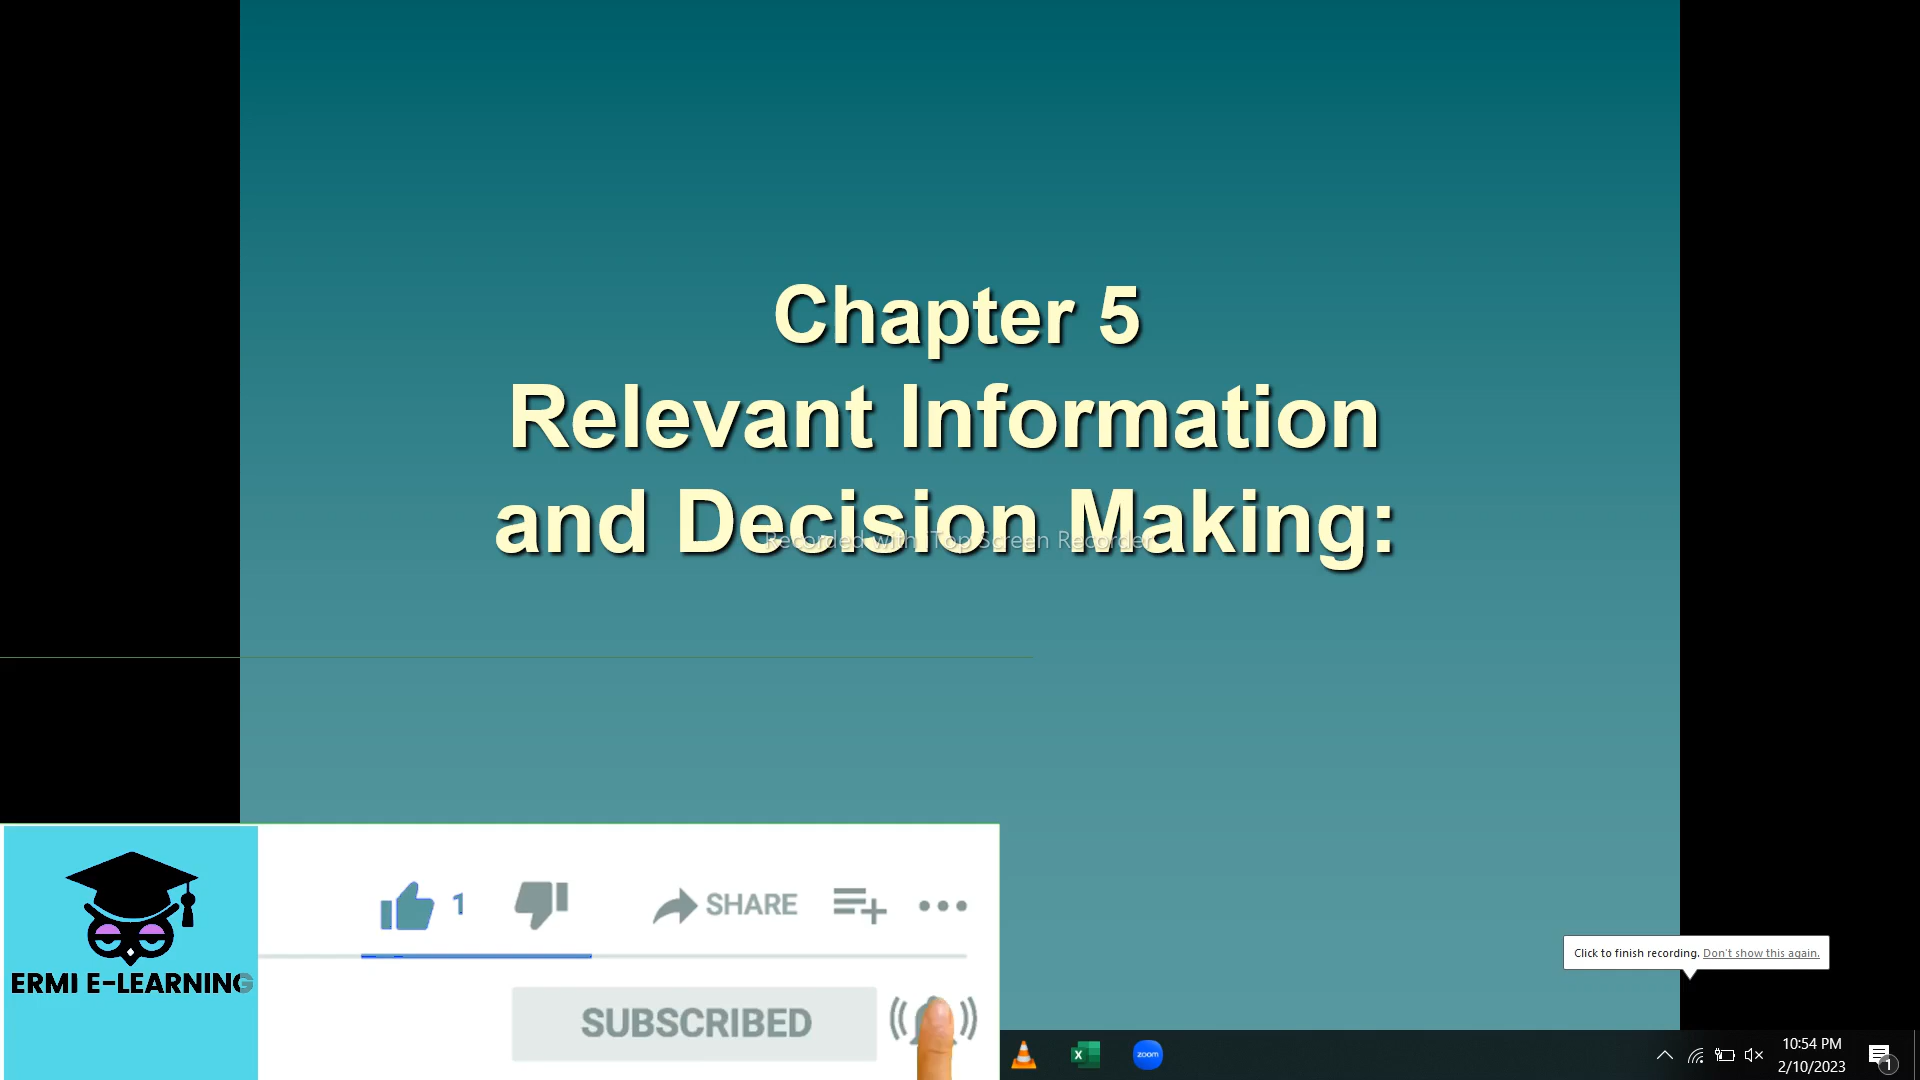 Chapter 5
Relevant Information
and Decision Making:
Recorded with iTop Screen Recorder
1
SHARE
ERMI E-LEARNING
SUBSCRIBED
Click to finish recording. Don't show this again.
zoom
10:54 PM
2/10/2023
1